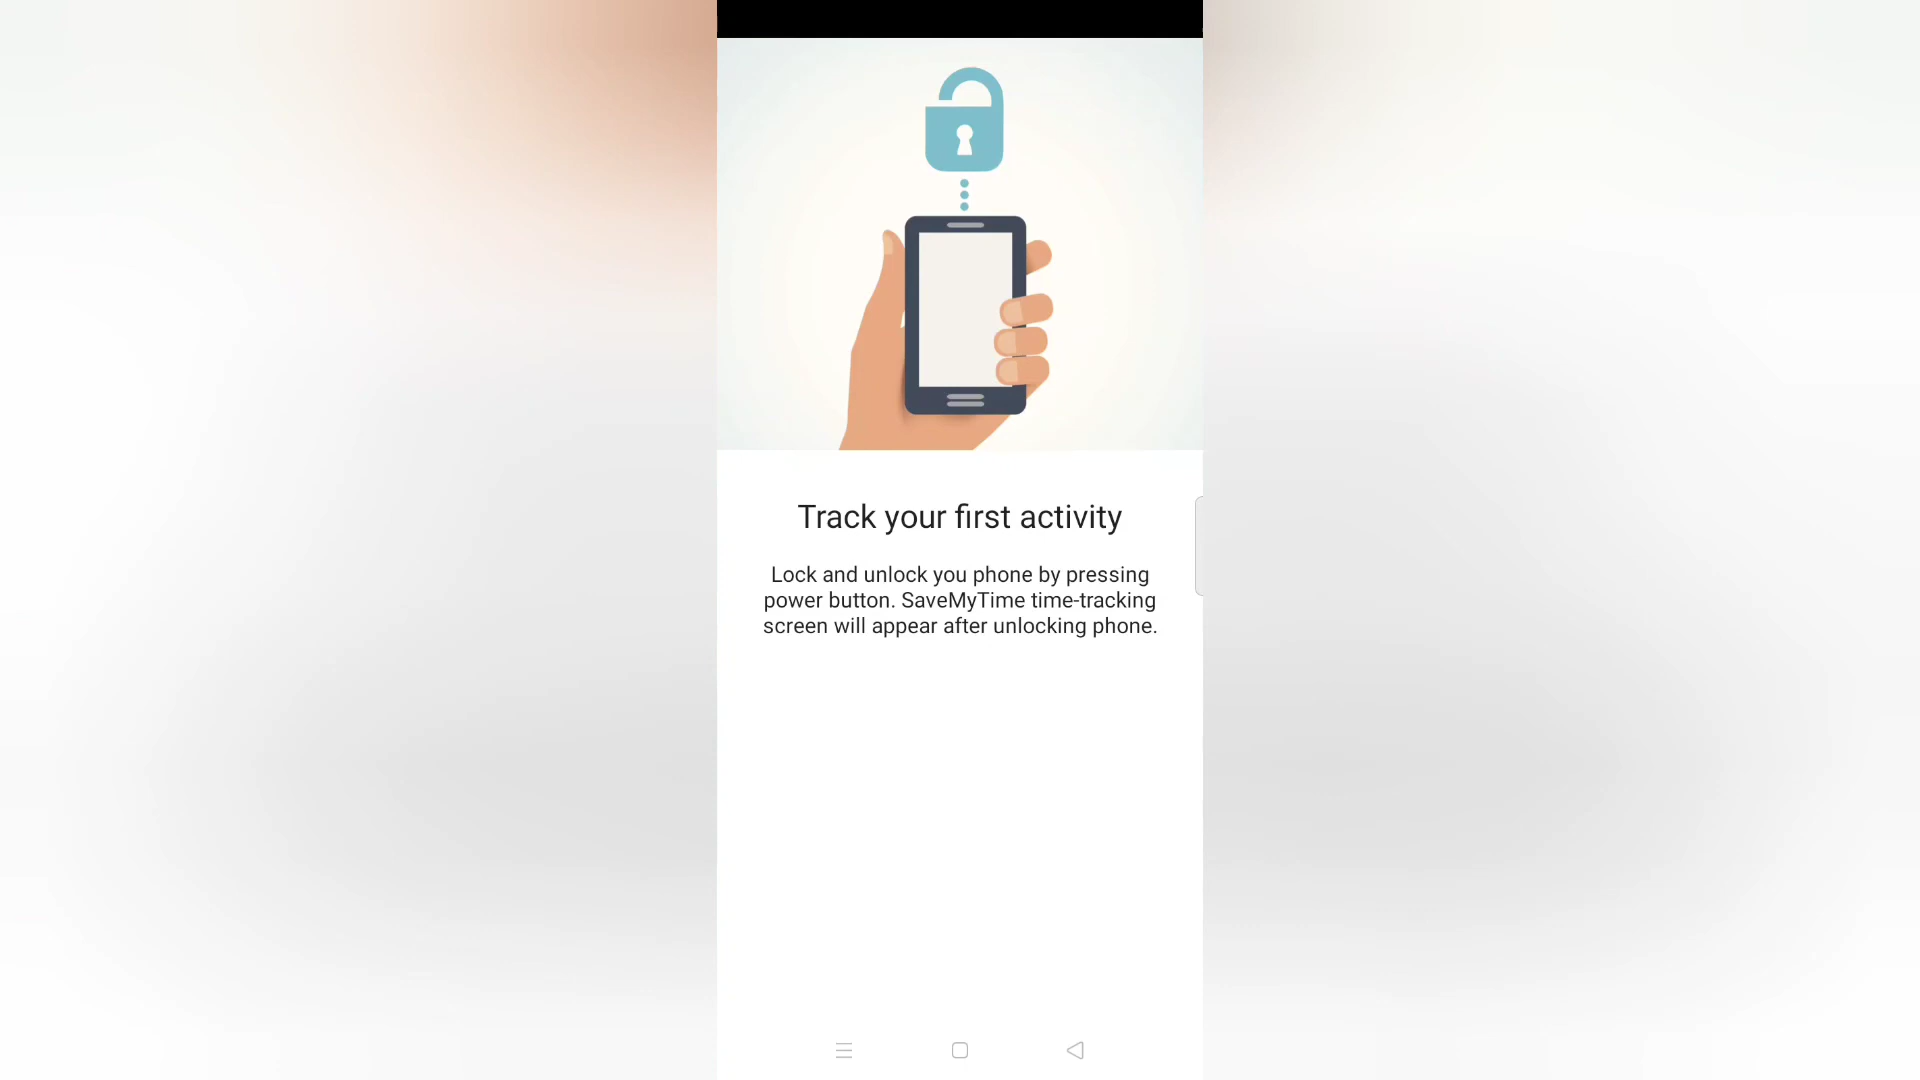 Track your first activity
Lock and unlock you phone by pressing
power button. SaveMyTime time-tracking
screen will appear after unlocking phone.